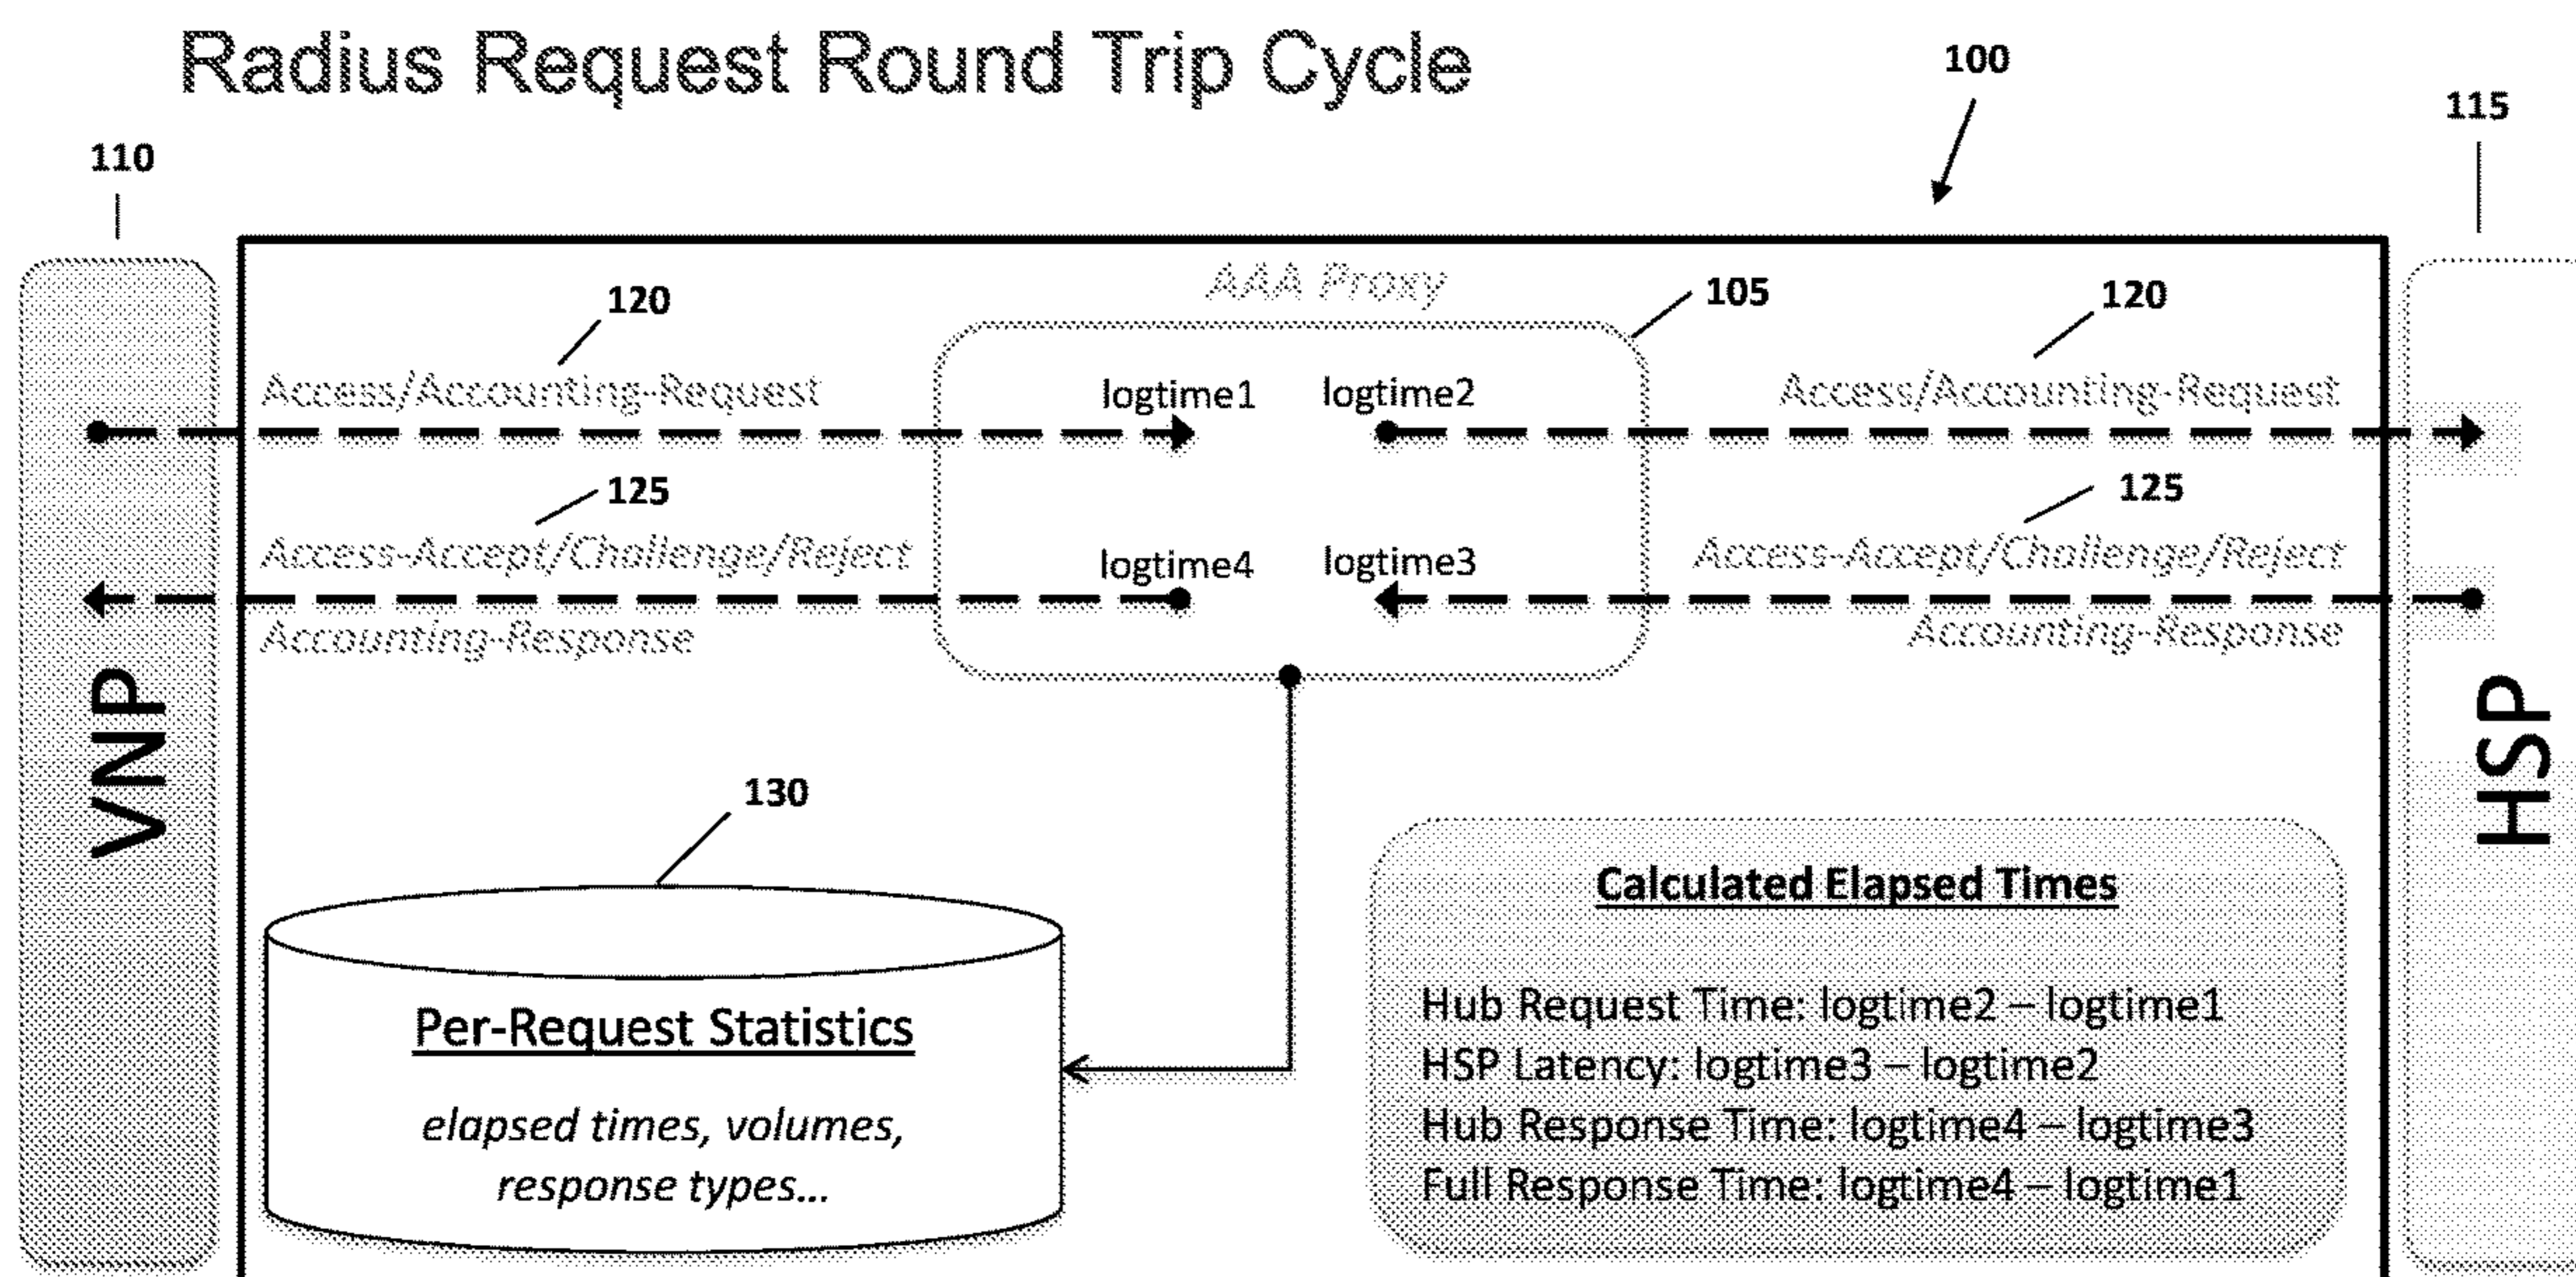 Radius Request Round Trip Cycle
100
115
110
AAA Proxy
120
105
120
Access/Accounting-Request
logtime1
logtime2
Access/Accounting-Request
125
125
Access-Accept/Challenge/Reject
logtime4
logtime3
Access-Accept/Challenge/Reject
Accounting-Response
Accounting-Response
VNP
HSP
130
Per-Request Statistics
elapsed times, volumes,
response types...
Calculated Elapsed Times
Hub Request Time: logtime2 – logtime1
HSP Latency: logtime3 – logtime2
Hub Response Time: logtime4 – logtime3
Full Response Time: logtime4 – logtime1